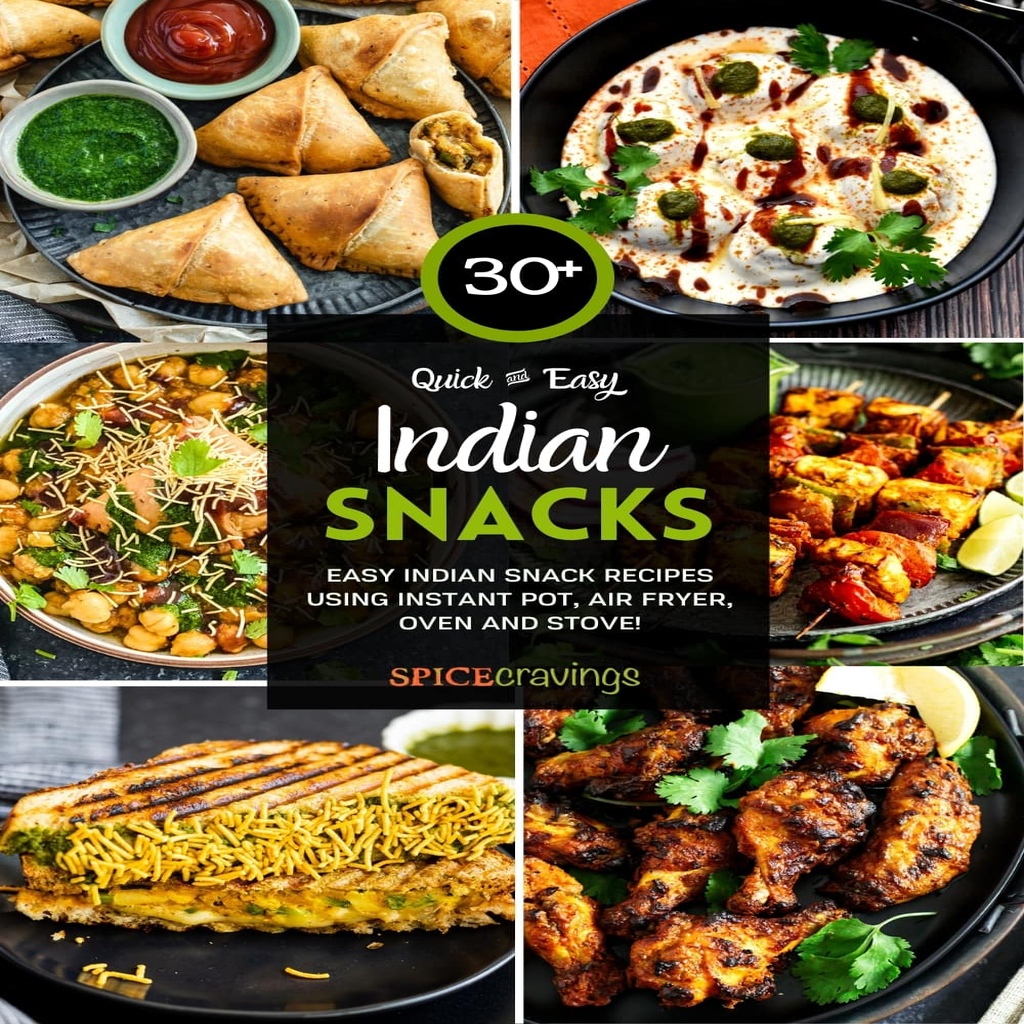 30+
Quick and Easy
Indian
SNACKS
EASY INDIAN SNACK RECIPES
USING INSTANT POT, AIR FRYER,
OVEN AND STOVE!
SPICEcravings